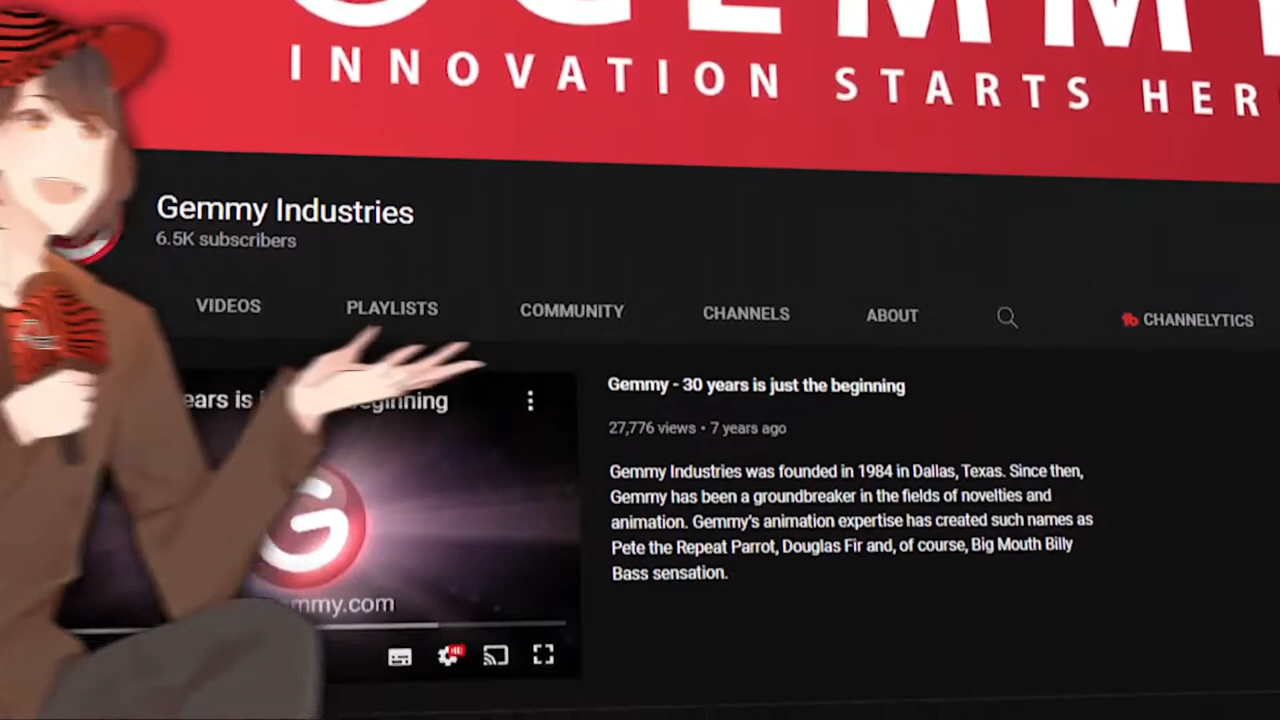 GEMMY
INNOVATION STARTS HER
Gemmy Industries
6.5K subscribers
VIDEOS PLAYLISTS COMMUNITY CHANNELS ABOUT CHANNELYTICS
ears is beginning
Gemmy - 30 years is just the beginning
27,776 views • 7 years ago
Gemmy Industries was founded in 1984 in Dallas, Texas. Since then,
Gemmy has been a groundbreaker in the fields of novelties and
animation. Gemmy's animation expertise has created such names as
Pete the Repeat Parrot, Douglas Fir and, of course, Big Mouth Billy
Bass sensation.
G
mmy.com
HD